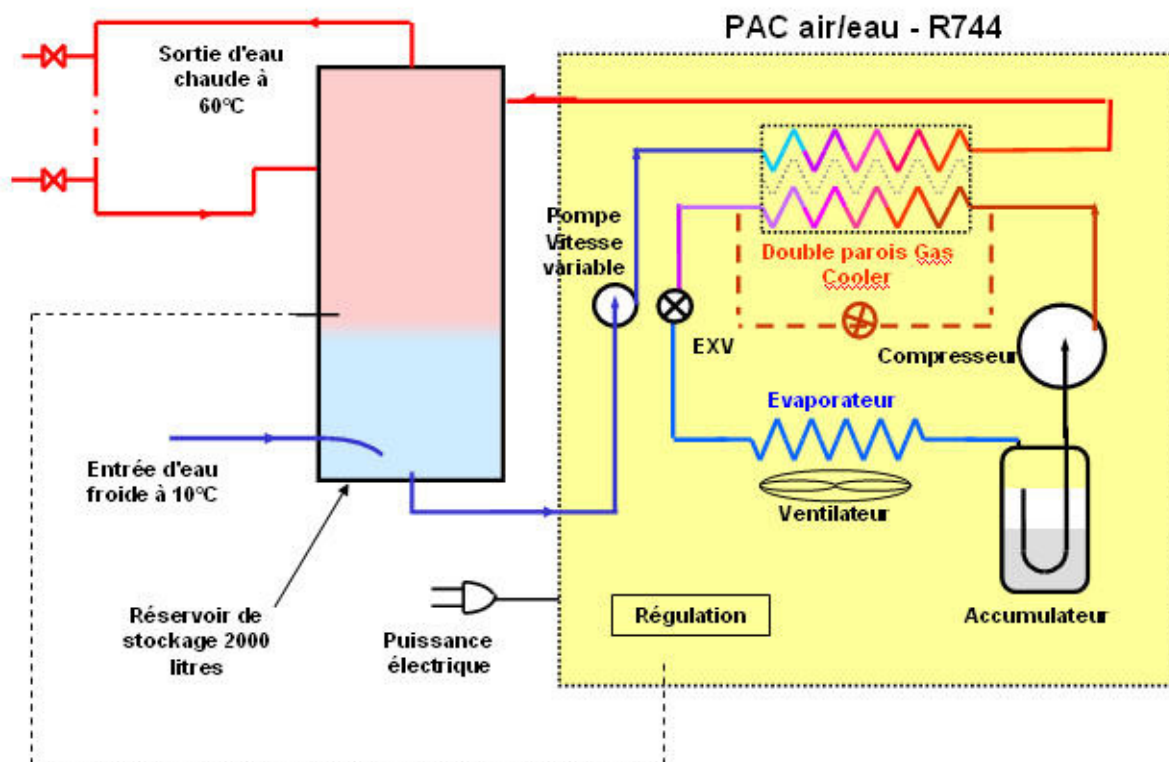 PAC air/eau - R744
Sortie d'eau
chaude à
60°C
Pompe
Vitesse
variable
Double parois Gas
Cooler
EXV
Compresseur
Evaporateur
Entrée d'eau
froide à 10°C
Ventilateur
Réservoir de
stockage 2000
litres
Puissance
électrique
Régulation
Accumulateur